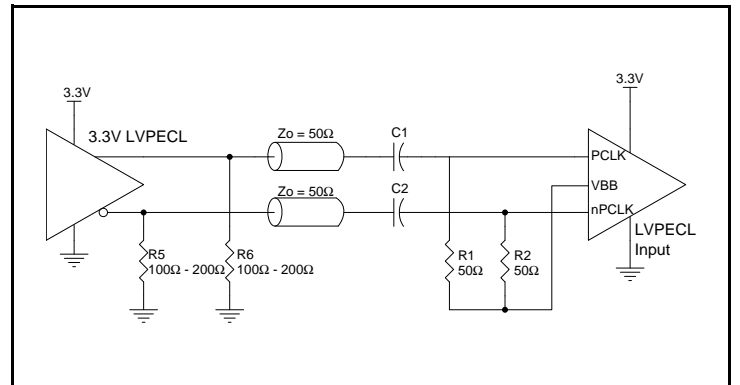 3.3V
3.3V
3.3V LVPECL
Zo = 50Ω
C1
PCLK
VBB
Zo = 50Ω
C2
nPCLK
LVPECL
Input
R5
100Ω - 200Ω
R6
100Ω - 200Ω
R1
50Ω
R2
50Ω